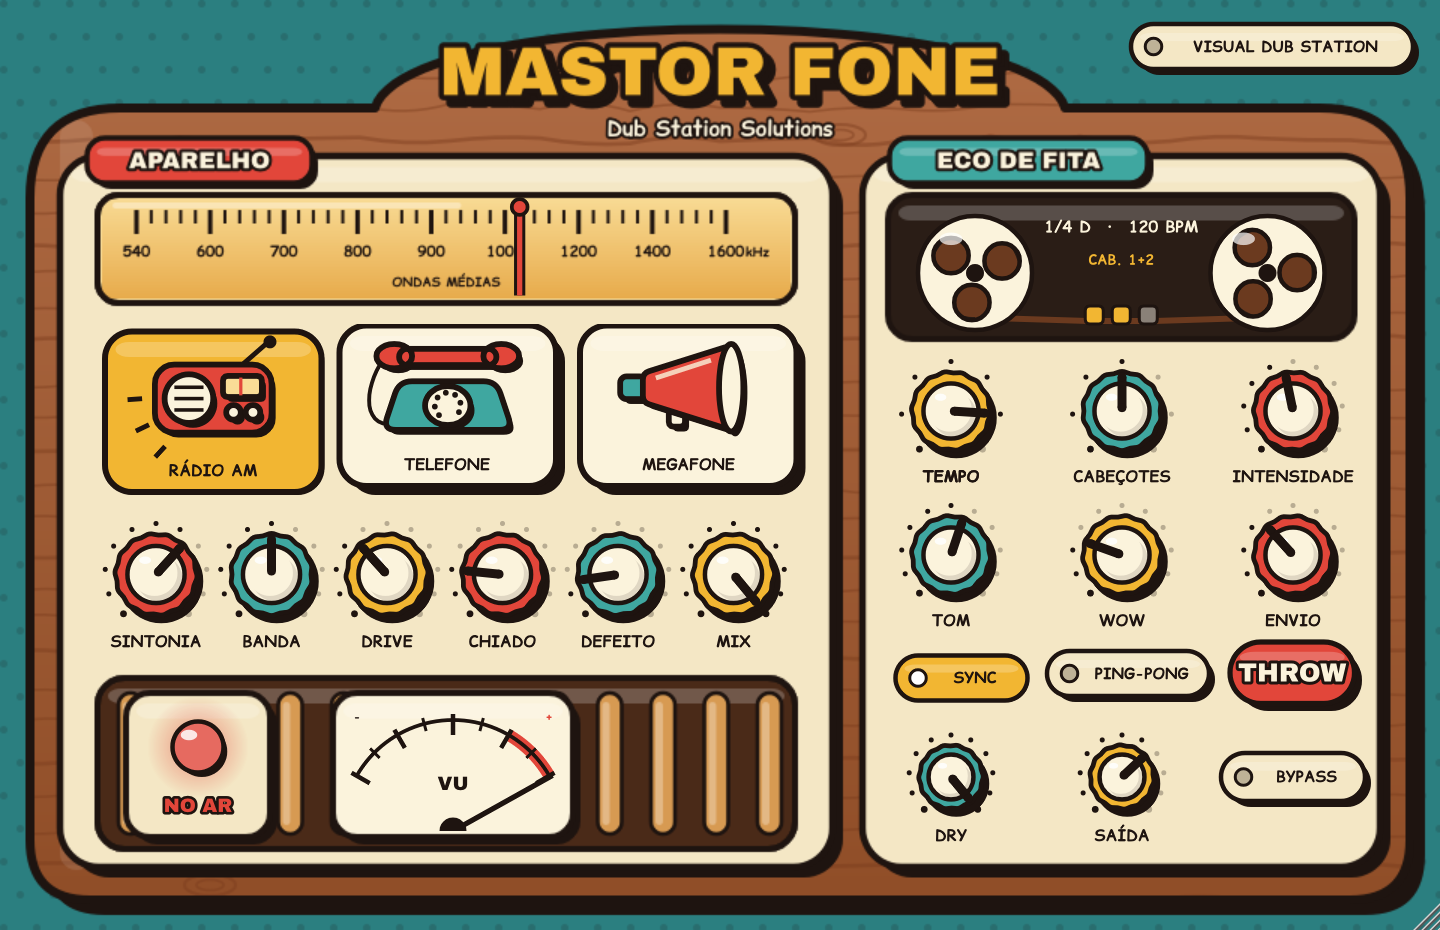 MASTOR FONE
Dub Station Solutions
VISUAL DUB STATION
APARELHO
540 600 700 800 900 100 1200 1400 1600kHz
ONDAS MÉDIAS
RÁDIO AM
TELEFONE
MEGAFONE
SINTONIA
BANDA
DRIVE
CHIADO
DEFEITO
MIX
NO AR
- +
VU
ECO DE FITA
1/4 D · 120 BPM
CAB. 1+2
TEMPO
CABEÇOTES
INTENSIDADE
TOM
WOW
ENVIO
SYNC
PING-PONG
THROW
DRY
SAÍDA
BYPASS